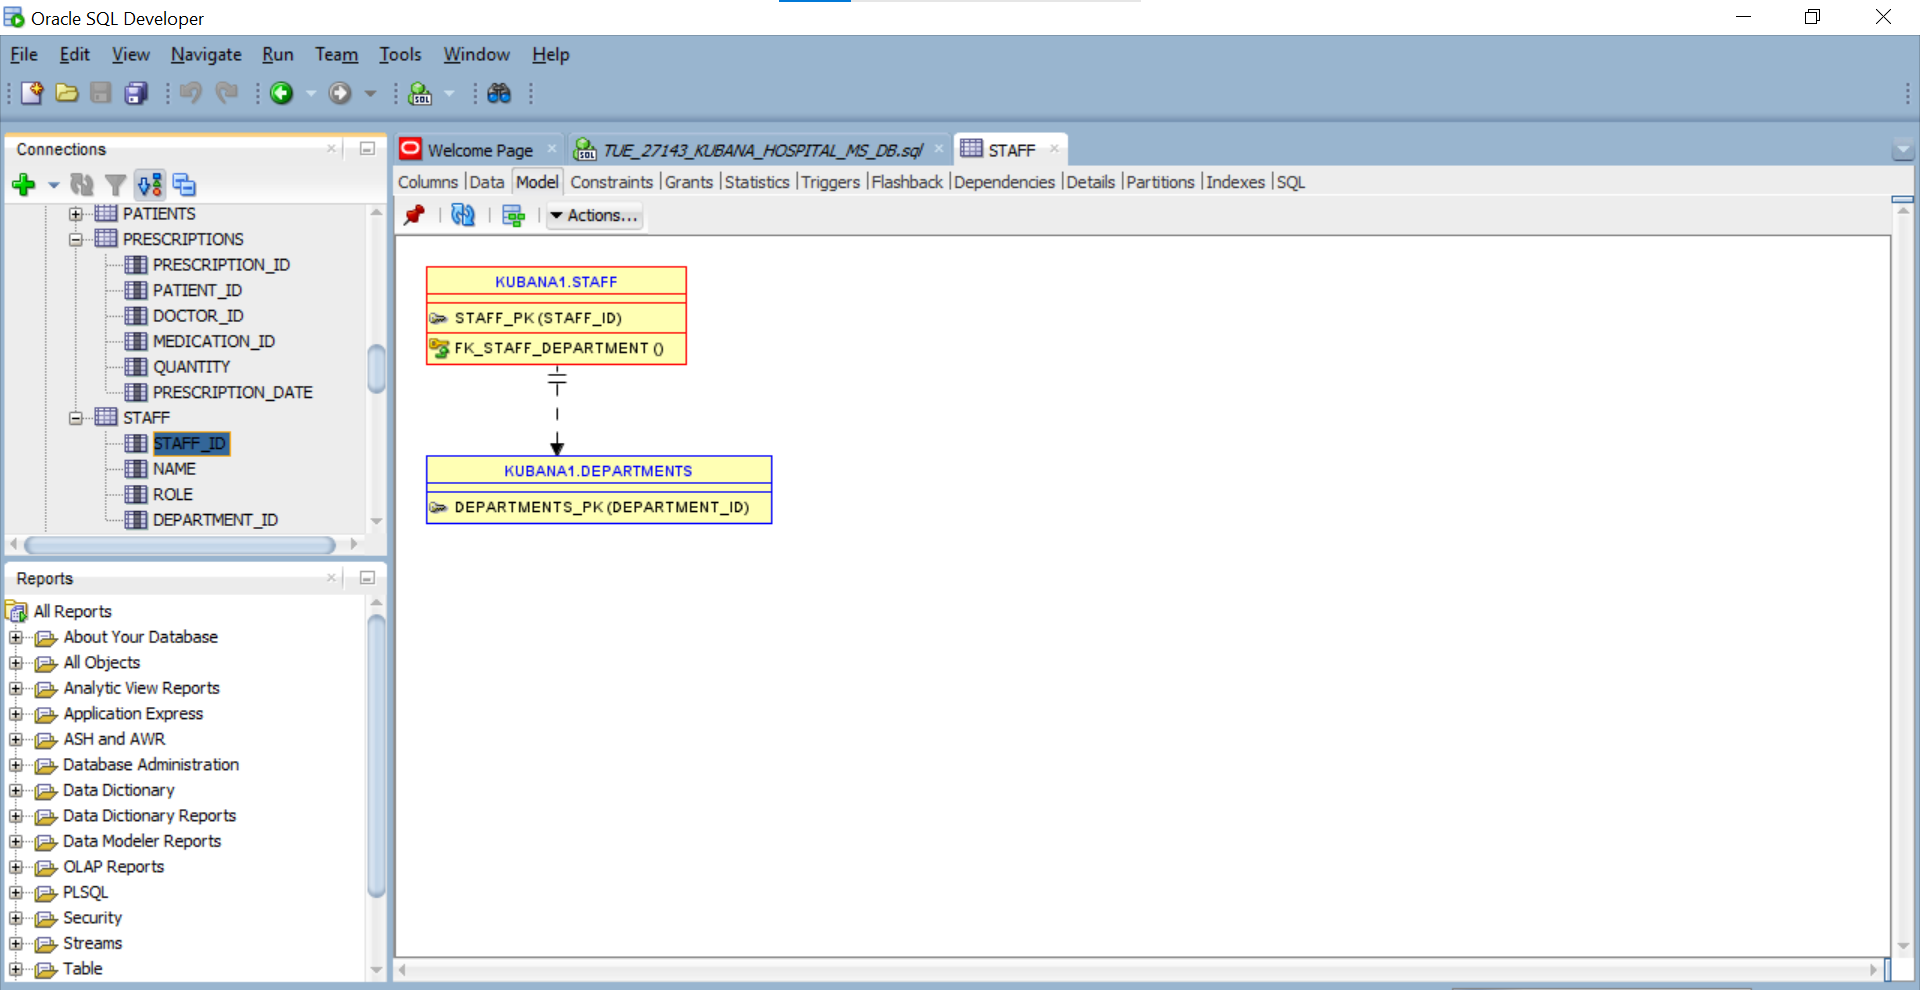 Oracle SQL Developer
File Edit View Navigate Run Team Tools Window Help
SQL
Connections
PATIENTS
PRESCRIPTIONS
PRESCRIPTION_ID
PATIENT_ID
DOCTOR_ID
MEDICATION_ID
QUANTITY
PRESCRIPTION_DATE
STAFF
STAFF_ID
NAME
ROLE
DEPARTMENT_ID
Reports
All Reports
About Your Database
All Objects
Analytic View Reports
Application Express
ASH and AWR
Database Administration
Data Dictionary
Data Dictionary Reports
Data Modeler Reports
OLAP Reports
PLSQL
Security
Streams
Table
Welcome Page
SQL TUE_27143_KUBANA_HOSPITAL_MS_DB.sql
STAFF
Columns Data Model Constraints Grants Statistics Triggers Flashback Dependencies Details Partitions Indexes SQL
Actions...
KUBANA1.STAFF
STAFF_PK (STAFF_ID)
FK_STAFF_DEPARTMENT ()
KUBANA1.DEPARTMENTS
DEPARTMENTS_PK (DEPARTMENT_ID)